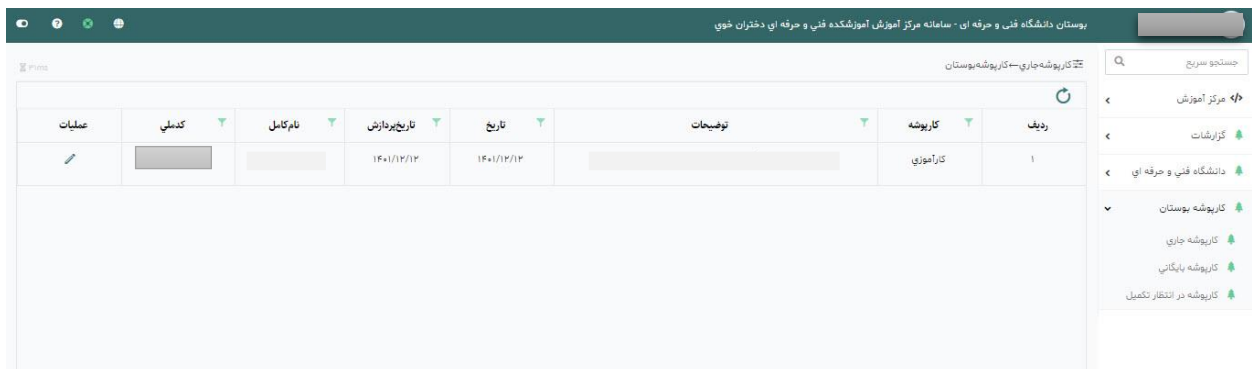 بوستان دانشگاه فنی و حرفه ای - سامانه مرکز آموزش آموزشکده فني و حرفه اي دختران خوي
جستجو سریع
مرکز آموزش
گزارشات
دانشگاه فني و حرفه اي
کارپوشه بوستان
کارپوشه جاري
کارپوشه بایگاني
کارپوشه در انتظار تکمیل
کارپوشه‌جاري←کارپوشه‌بوستان
ردیف کارپوشه توضیحات تاریخ تاریخ‌پردازش نام‌کامل کدملي عملیات
۱ کارآموزي ۱۴۰۱/۱۲/۱۲ ۱۴۰۱/۱۲/۱۲